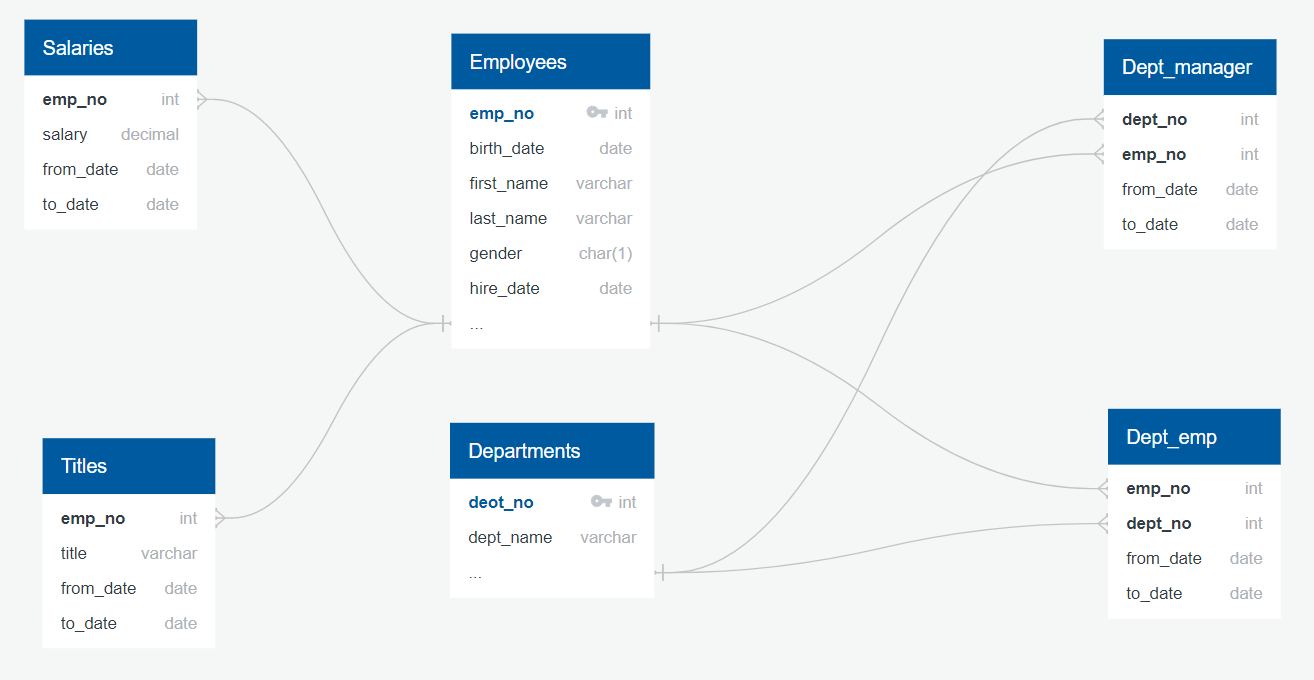 Salaries
emp_no int
salary decimal
from_date date
to_date date
Employees
emp_no int
birth_date date
first_name varchar
last_name varchar
gender char(1)
hire_date date
...
Dept_manager
dept_no int
emp_no int
from_date date
to_date date
Titles
emp_no int
title varchar
from_date date
to_date date
Departments
deot_no int
dept_name varchar
...
Dept_emp
emp_no int
dept_no int
from_date date
to_date date